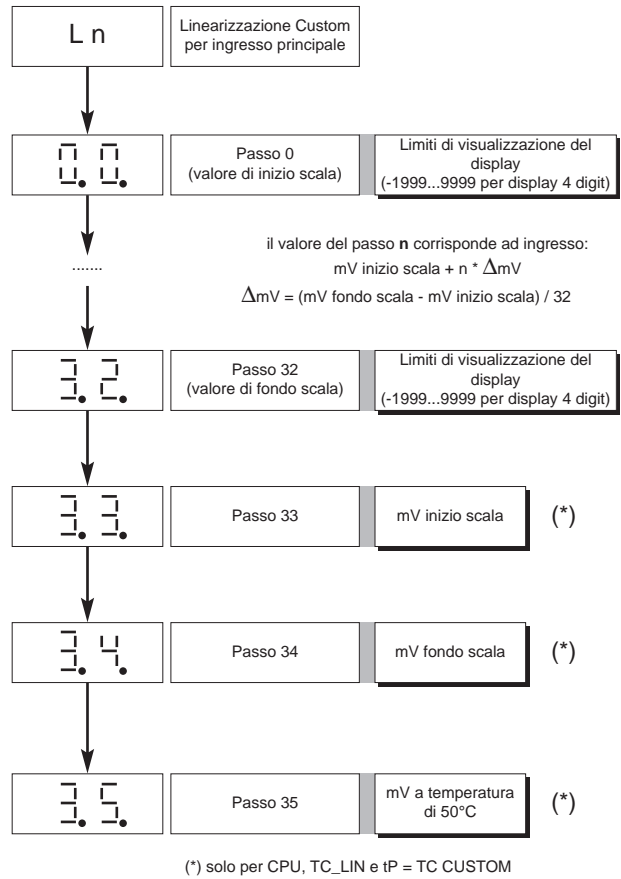 L n
Linearizzazione Custom
per ingresso principale
0.0.
Passo 0
(valore di inizio scala)
Limiti di visualizzazione del
display
(-1999...9999 per display 4 digit)
.......
il valore del passo n corrisponde ad ingresso:
mV inizio scala + n * ΔmV
ΔmV = (mV fondo scala - mV inizio scala) / 32
3.2.
Passo 32
(valore di fondo scala)
Limiti di visualizzazione del
display
(-1999...9999 per display 4 digit)
3.3.
Passo 33
mV inizio scala
(*)
3.4.
Passo 34
mV fondo scala
(*)
3.5.
Passo 35
mV a temperatura
di 50°C
(*)
(*) solo per CPU, TC_LIN e tP = TC CUSTOM